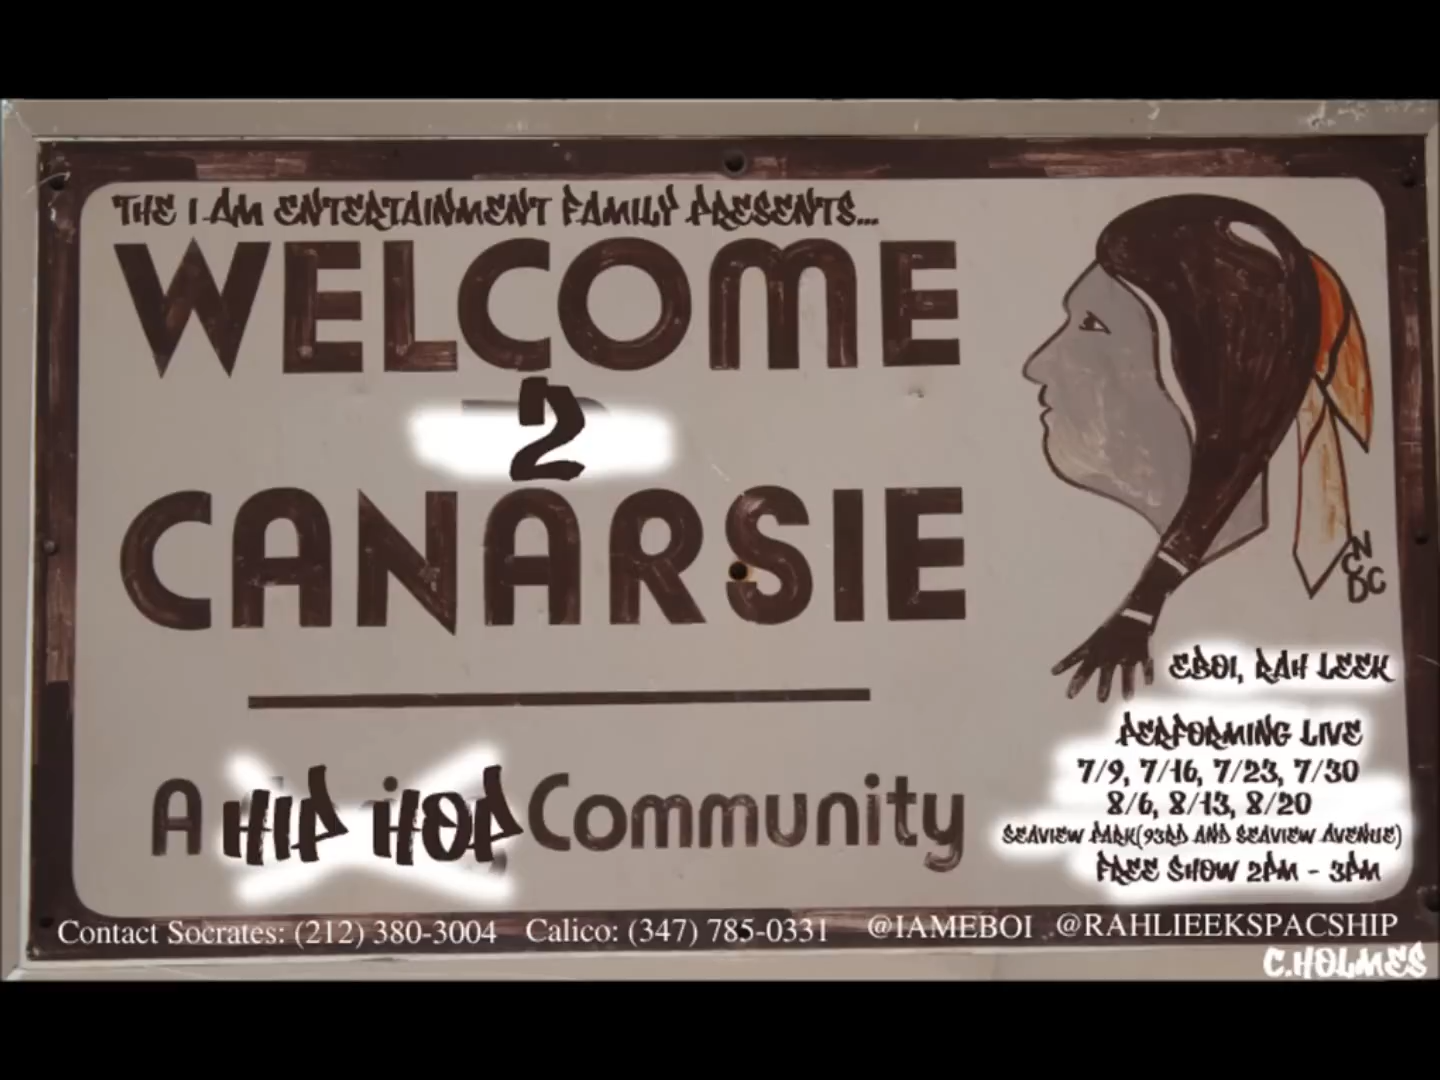 THE I AM ENTERTAINMENT FAMILY PRESENTS...
WELCOME
2
CANARSIE
A HIP HOP Community
NCDC
EBOI, RAH LEEK
PERFORMING LIVE
7/9, 7/16, 7/23, 7/30
8/6, 8/13, 8/20
SEAVIEW PARK(93RD AND SEAVIEW AVENUE)
FREE SHOW 2PM - 3PM
Contact Socrates: (212) 380-3004 Calico: (347) 785-0331 @IAMEBOI @RAHLIEEKSPACSHIP
C.HOLMES